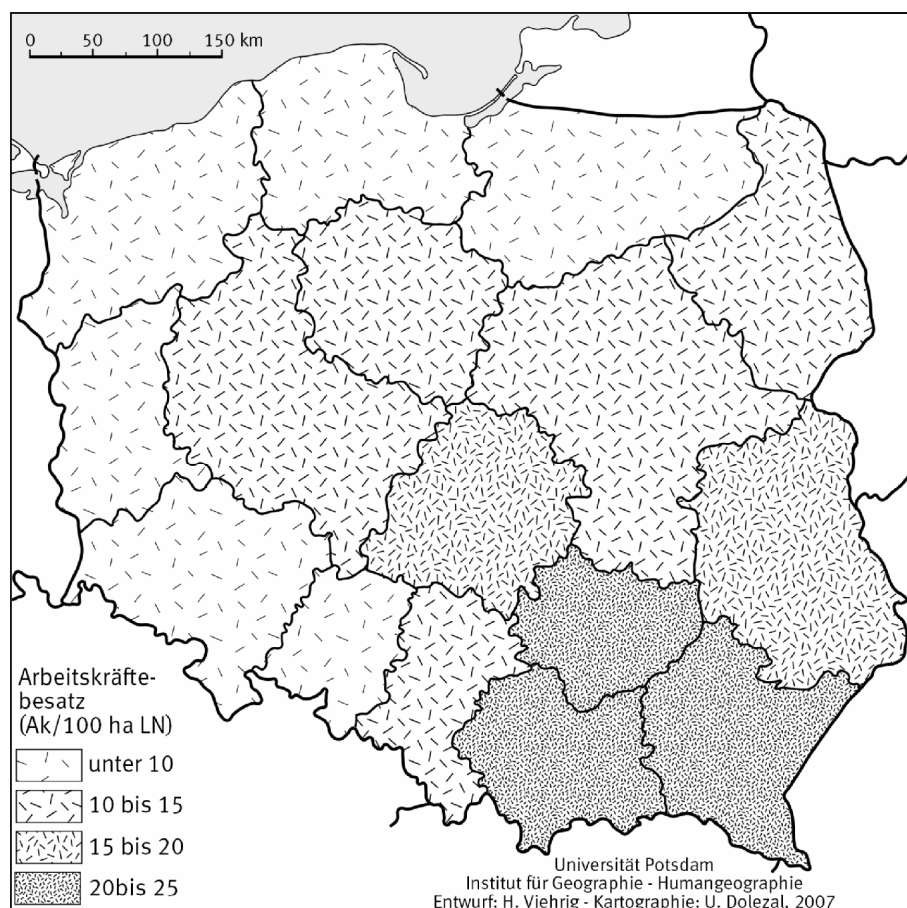 0 50 100 150 km
Arbeitskräfte-
besatz
(Ak/100 ha LN)
unter 10
10 bis 15
15 bis 20
20bis 25
Universität Potsdam
Institut für Geographie - Humangeographie
Entwurf: H. Viehrig - Kartographie: U. Dolezal, 2007